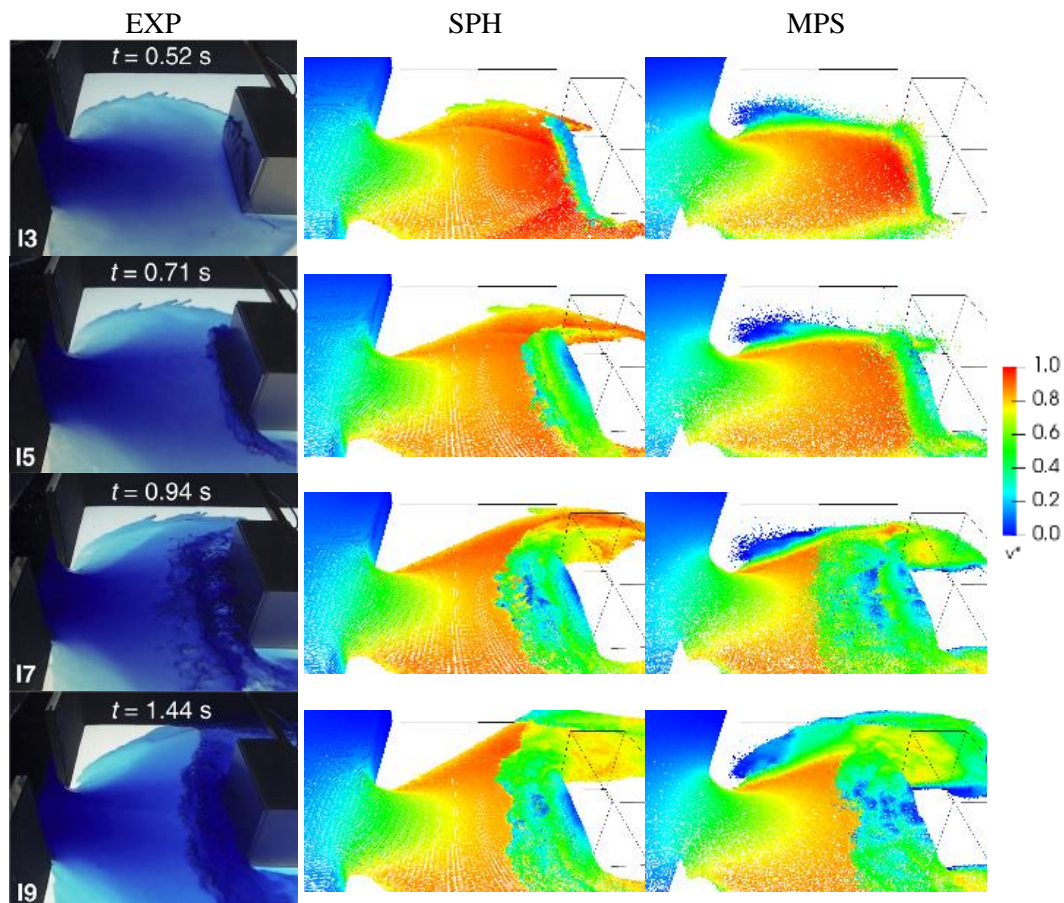 EXP SPH MPS
t = 0.52 s
I3
t = 0.71 s
I5
1.0
0.8
0.6
0.4
0.2
0.0
v*
t = 0.94 s
I7
t = 1.44 s
I9